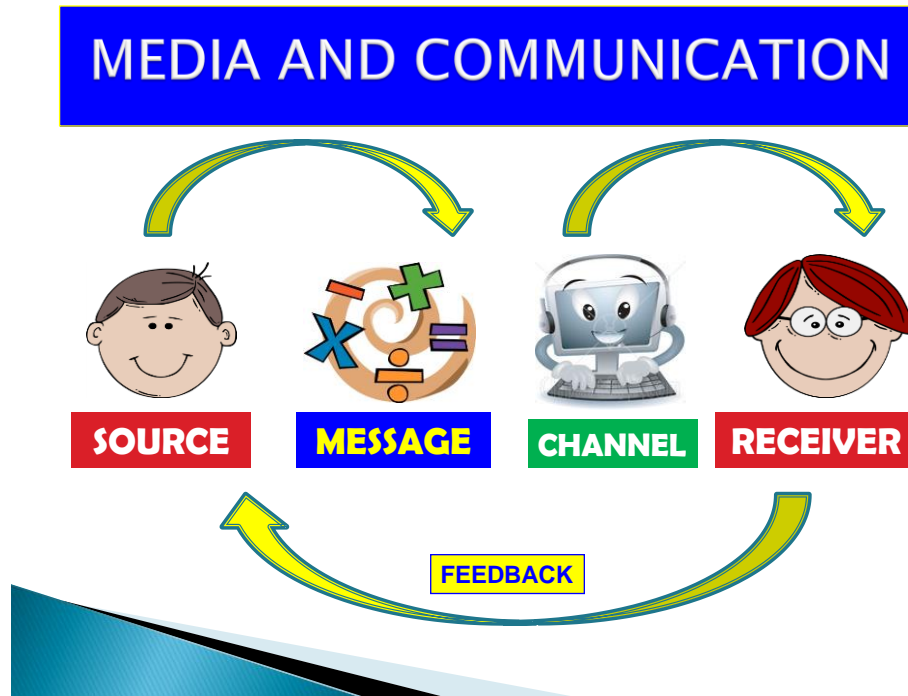 MEDIA AND COMMUNICATION
SOURCE
MESSAGE
CHANNEL
RECEIVER
FEEDBACK